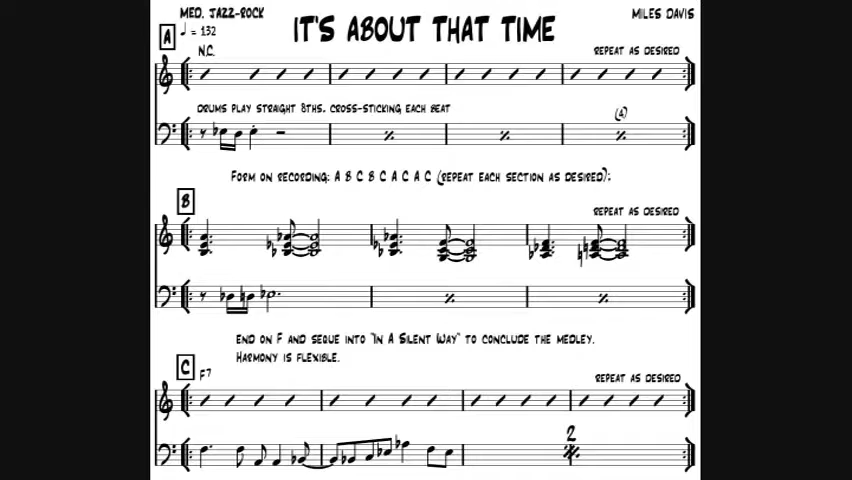 MED. JAZZ-ROCK
IT'S ABOUT THAT TIME
MILES DAVIS
♩ = 132
A
N.C.
REPEAT AS DESIRED
DRUMS PLAY STRAIGHT 8THS, CROSS-STICKING EACH BEAT
(4)
FORM ON RECORDING: A B C B C A C A C (REPEAT EACH SECTION AS DESIRED);
B
REPEAT AS DESIRED
END ON F AND SEQUE INTO "IN A SILENT WAY" TO CONCLUDE THE MEDLEY.
HARMONY IS FLEXIBLE.
C
F7
REPEAT AS DESIRED
2